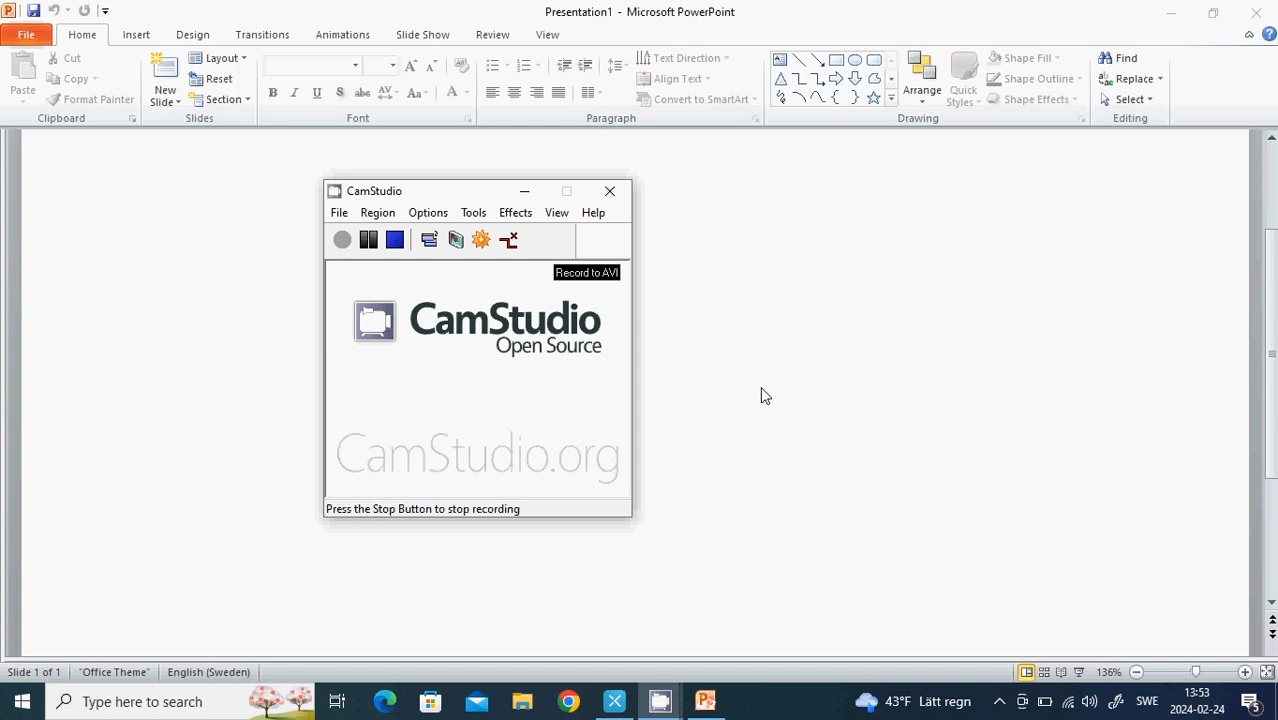 Presentation1 - Microsoft PowerPoint
File Home Insert Design Transitions Animations Slide Show Review View
Paste
Cut
Copy
Format Painter
Clipboard
New
Slide
Layout
Reset
Section
Slides
B I U S abc AV Aa A
Font
Text Direction
Align Text
Convert to SmartArt
Paragraph
Arrange
Quick
Styles
Shape Fill
Shape Outline
Shape Effects
Drawing
Find
Replace
Select
Editing
CamStudio
File Region Options Tools Effects View Help
Record to AVI
CamStudio
Open Source
CamStudio.org
Press the Stop Button to stop recording
Slide 1 of 1 "Office Theme" English (Sweden) 136%
Type here to search
43°F Lätt regn
SWE
13:53
2024-02-24
5